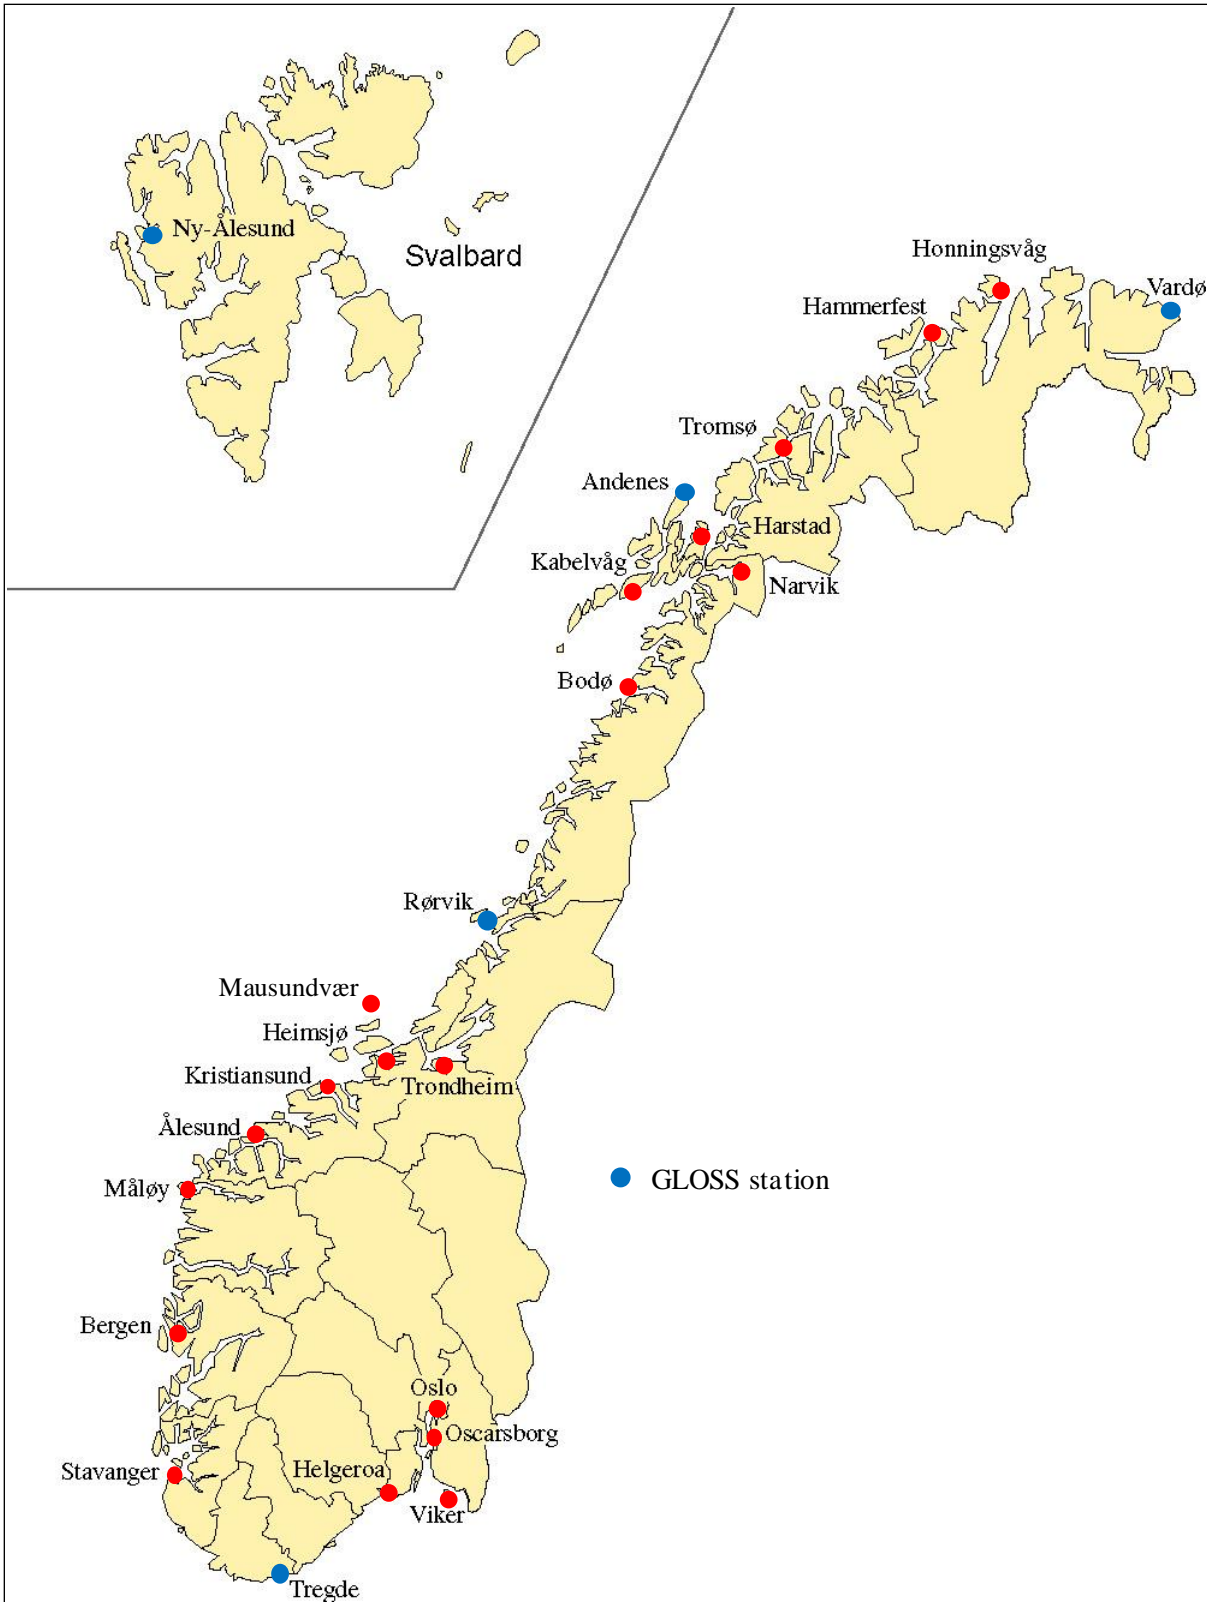 Ny-Ålesund
Svalbard
Honningsvåg
Vardø
Hammerfest
Tromsø
Andenes
Harstad
Kabelvåg
Narvik
Bodø
Rørvik
Mausundvær
Heimsjø
Kristiansund
Trondheim
Ålesund
GLOSS station
Måløy
Bergen
Oslo
Oscarsborg
Stavanger
Helgeroa
Viker
Tregde